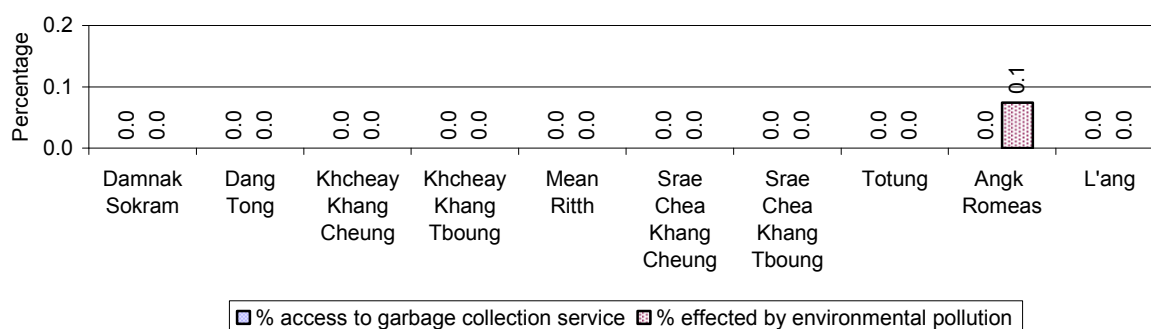 Percentage
0.2
0.1
0.0
0.0 0.0 0.0 0.0 0.0 0.0 0.0 0.0 0.0 0.0 0.0 0.0 0.0 0.0 0.0 0.0 0.0 0.1 0.0 0.0
Damnak Sokram
Dang Tong
Khcheay Khang Cheung
Khcheay Khang Tboung
Mean Ritth
Srae Chea Khang Cheung
Srae Chea Khang Tboung
Totung
Angk Romeas
L'ang
% access to garbage collection service % effected by environmental pollution